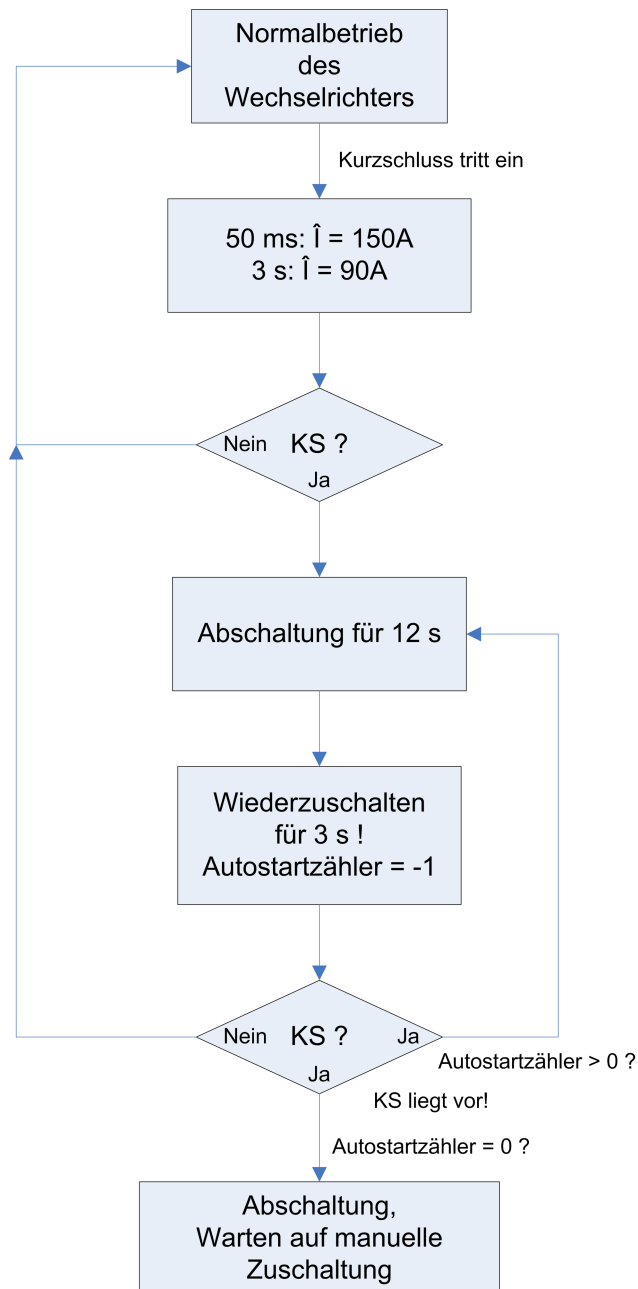 Normalbetrieb
des
Wechselrichters
Kurzschluss tritt ein
50 ms: Î = 150A
3 s: Î = 90A
Nein KS ?
Ja
Abschaltung für 12 s
Wiederzuschalten
für 3 s !
Autostartzähler = -1
Nein KS ? Ja
Autostartzähler > 0 ?
Ja
KS liegt vor!
Autostartzähler = 0 ?
Abschaltung,
Warten auf manuelle
Zuschaltung